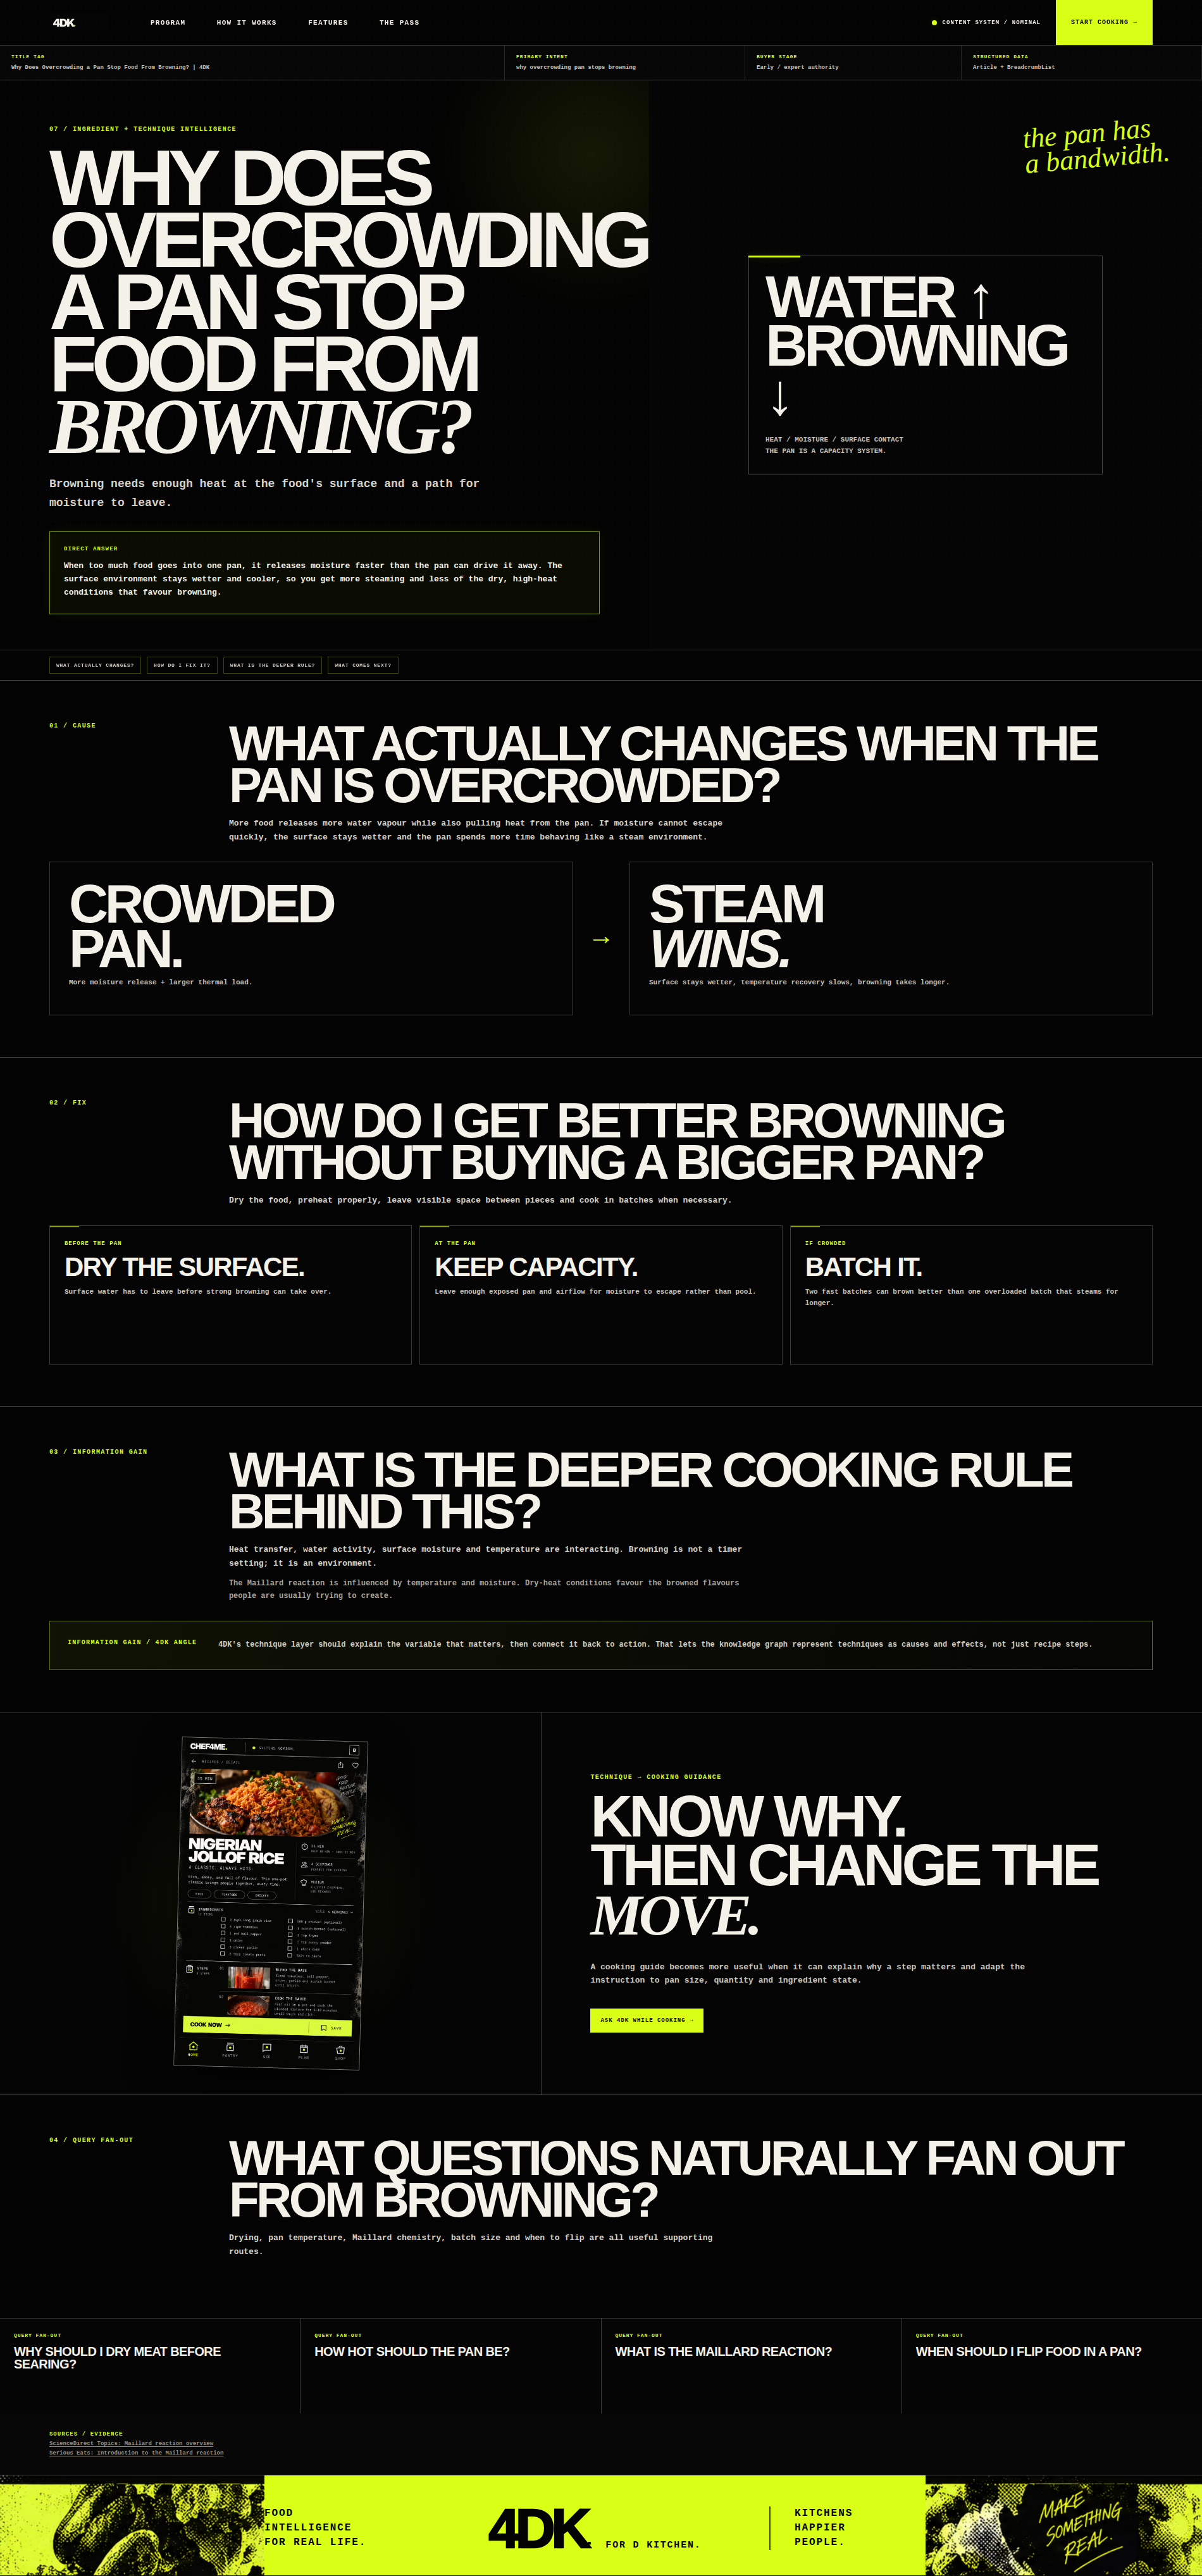 4DK
PROGRAM
HOW IT WORKS
FEATURES
THE PASS
CONTENT SYSTEM / NOMINAL
START COOKING →
TITLE TAG
Why Does Overcrowding a Pan Stop Food From Browning? | 4DK
PRIMARY INTENT
why overcrowding pan stops browning
BUYER STAGE
Early / expert authority
STRUCTURED DATA
Article + BreadcrumbList
07 / INGREDIENT + TECHNIQUE INTELLIGENCE
WHY DOES
OVERCROWDING
A PAN STOP
FOOD FROM
BROWNING?
Browning needs enough heat at the food's surface and a path for
moisture to leave.
DIRECT ANSWER
When too much food goes into one pan, it releases moisture faster than the pan can drive it away. The
surface environment stays wetter and cooler, so you get more steaming and less of the dry, high-heat
conditions that favour browning.
the pan has
a bandwidth.
WATER ↑
BROWNING
↓
HEAT / MOISTURE / SURFACE CONTACT
THE PAN IS A CAPACITY SYSTEM.
WHAT ACTUALLY CHANGES?
HOW DO I FIX IT?
WHAT IS THE DEEPER RULE?
WHAT COMES NEXT?
01 / CAUSE
WHAT ACTUALLY CHANGES WHEN THE
PAN IS OVERCROWDED?
More food releases more water vapour while also pulling heat from the pan. If moisture cannot escape
quickly, the surface stays wetter and the pan spends more time behaving like a steam environment.
CROWDED
PAN.
More moisture release + larger thermal load.
→
STEAM
WINS.
Surface stays wetter, temperature recovery slows, browning takes longer.
02 / FIX
HOW DO I GET BETTER BROWNING
WITHOUT BUYING A BIGGER PAN?
Dry the food, preheat properly, leave visible space between pieces and cook in batches when necessary.
BEFORE THE PAN
DRY THE SURFACE.
Surface water has to leave before strong browning can take over.
AT THE PAN
KEEP CAPACITY.
Leave enough exposed pan and airflow for moisture to escape rather than pool.
IF CROWDED
BATCH IT.
Two fast batches can brown better than one overloaded batch that steams for
longer.
03 / INFORMATION GAIN
WHAT IS THE DEEPER COOKING RULE
BEHIND THIS?
Heat transfer, water activity, surface moisture and temperature are interacting. Browning is not a timer
setting; it is an environment.
The Maillard reaction is influenced by temperature and moisture. Dry-heat conditions favour the browned flavours
people are usually trying to create.
INFORMATION GAIN / 4DK ANGLE
4DK's technique layer should explain the variable that matters, then connect it back to action. That lets the knowledge graph represent techniques as causes and effects, not just recipe steps.
CHEF4ME.
RECIPES / DETAIL
35 MIN
MAKE
SOMETHING
REAL.
NIGERIAN
JOLLOF RICE
A CLASSIC. ALWAYS HITS.
INGREDIENTS
STEPS
BLEND THE BASE
COOK THE SAUCE
COOK NOW →
SAVE
HOME
PANTRY
PLAN
SHOP
TECHNIQUE → COOKING GUIDANCE
KNOW WHY.
THEN CHANGE THE
MOVE.
A cooking guide becomes more useful when it can explain why a step matters and adapt the
instruction to pan size, quantity and ingredient state.
ASK 4DK WHILE COOKING →
04 / QUERY FAN-OUT
WHAT QUESTIONS NATURALLY FAN OUT
FROM BROWNING?
Drying, pan temperature, Maillard chemistry, batch size and when to flip are all useful supporting
routes.
QUERY FAN-OUT
WHY SHOULD I DRY MEAT BEFORE
SEARING?
QUERY FAN-OUT
HOW HOT SHOULD THE PAN BE?
QUERY FAN-OUT
WHAT IS THE MAILLARD REACTION?
QUERY FAN-OUT
WHEN SHOULD I FLIP FOOD IN A PAN?
SOURCES / EVIDENCE
ScienceDirect Topics: Maillard reaction overview
Serious Eats: Introduction to the Maillard reaction
FOOD
INTELLIGENCE
FOR REAL LIFE.
4DK.
FOR D KITCHEN.
KITCHENS
HAPPIER
PEOPLE.
MAKE
SOMETHING
REAL.